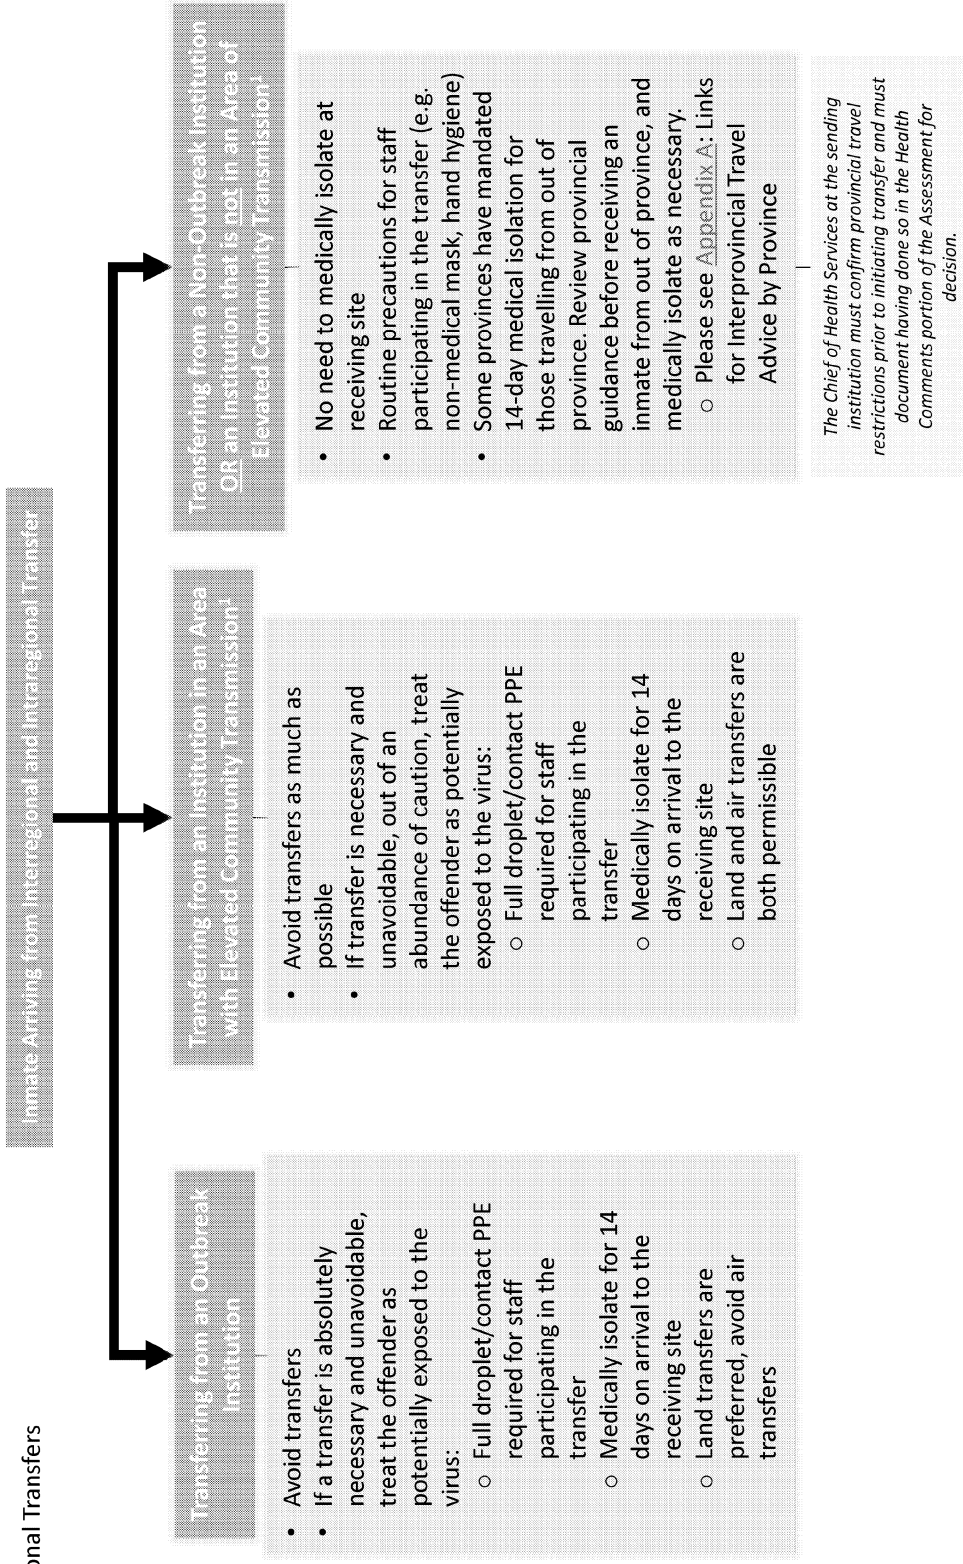 onal Transfers
Inmate Arriving from Interregional and Intraregional Transfer
Transferring from an Outbreak
Institution
• Avoid transfers
• If a transfer is absolutely
necessary and unavoidable,
treat the offender as
potentially exposed to the
virus:
○ Full droplet/contact PPE
required for staff
participating in the
transfer
○ Medically isolate for 14
days on arrival to the
receiving site
○ Land transfers are
preferred, avoid air
transfers
Transferring from an Institution in an Area
with Elevated Community Transmission¹
• Avoid transfers as much as
possible
• If transfer is necessary and
unavoidable, out of an
abundance of caution, treat
the offender as potentially
exposed to the virus:
○ Full droplet/contact PPE
required for staff
participating in the
transfer
○ Medically isolate for 14
days on arrival to the
receiving site
○ Land and air transfers are
both permissible
Transferring from a Non-Outbreak Institution
OR an Institution that is not in an Area of
Elevated Community Transmission¹
• No need to medically isolate at
receiving site
• Routine precautions for staff
participating in the transfer (e.g.
non-medical mask, hand hygiene)
• Some provinces have mandated
14-day medical isolation for
those travelling from out of
province. Review provincial
guidance before receiving an
inmate from out of province, and
medically isolate as necessary.
○ Please see Appendix A: Links
for Interprovincial Travel
Advice by Province
The Chief of Health Services at the sending
institution must confirm provincial travel
restrictions prior to initiating transfer and must
document having done so in the Health
Comments portion of the Assessment for
decision.